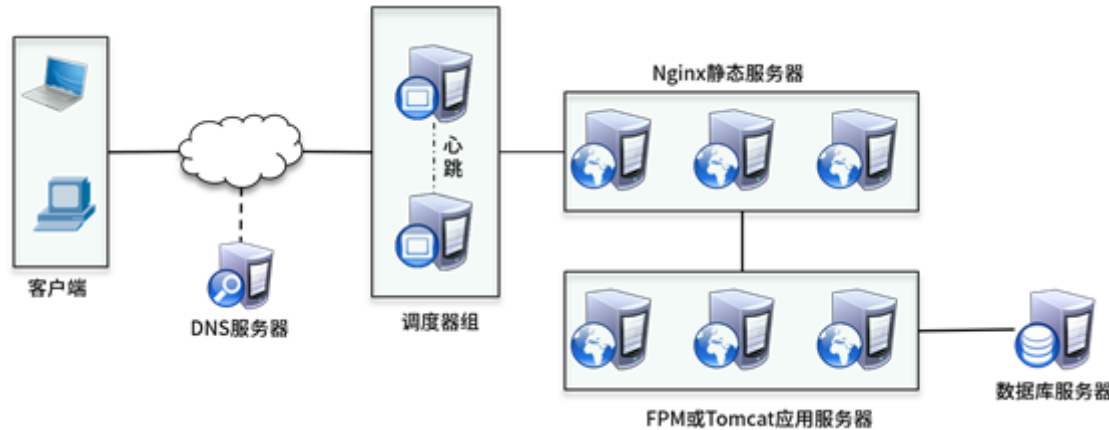 Nginx静态服务器
心
跳
客户端
DNS服务器
调度器组
数据库服务器
FPM或Tomcat应用服务器